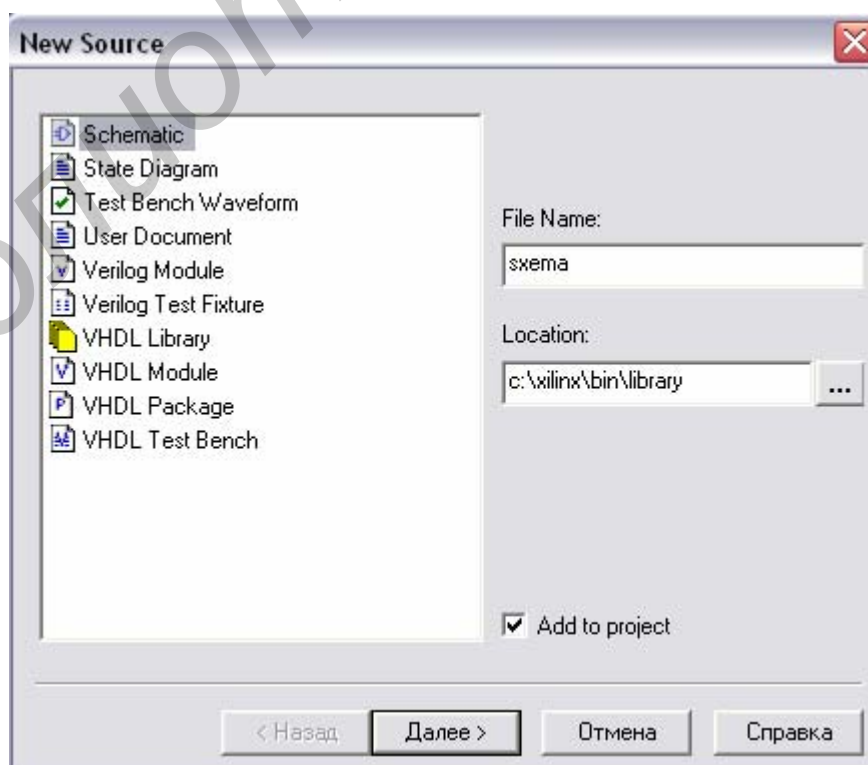 New Source
Schematic
State Diagram
Test Bench Waveform
User Document
Verilog Module
Verilog Test Fixture
VHDL Library
VHDL Module
VHDL Package
VHDL Test Bench
File Name:
sxema
Location:
c:\xilinx\bin\library
...
Add to project
< Назад
Далее >
Отмена
Справка